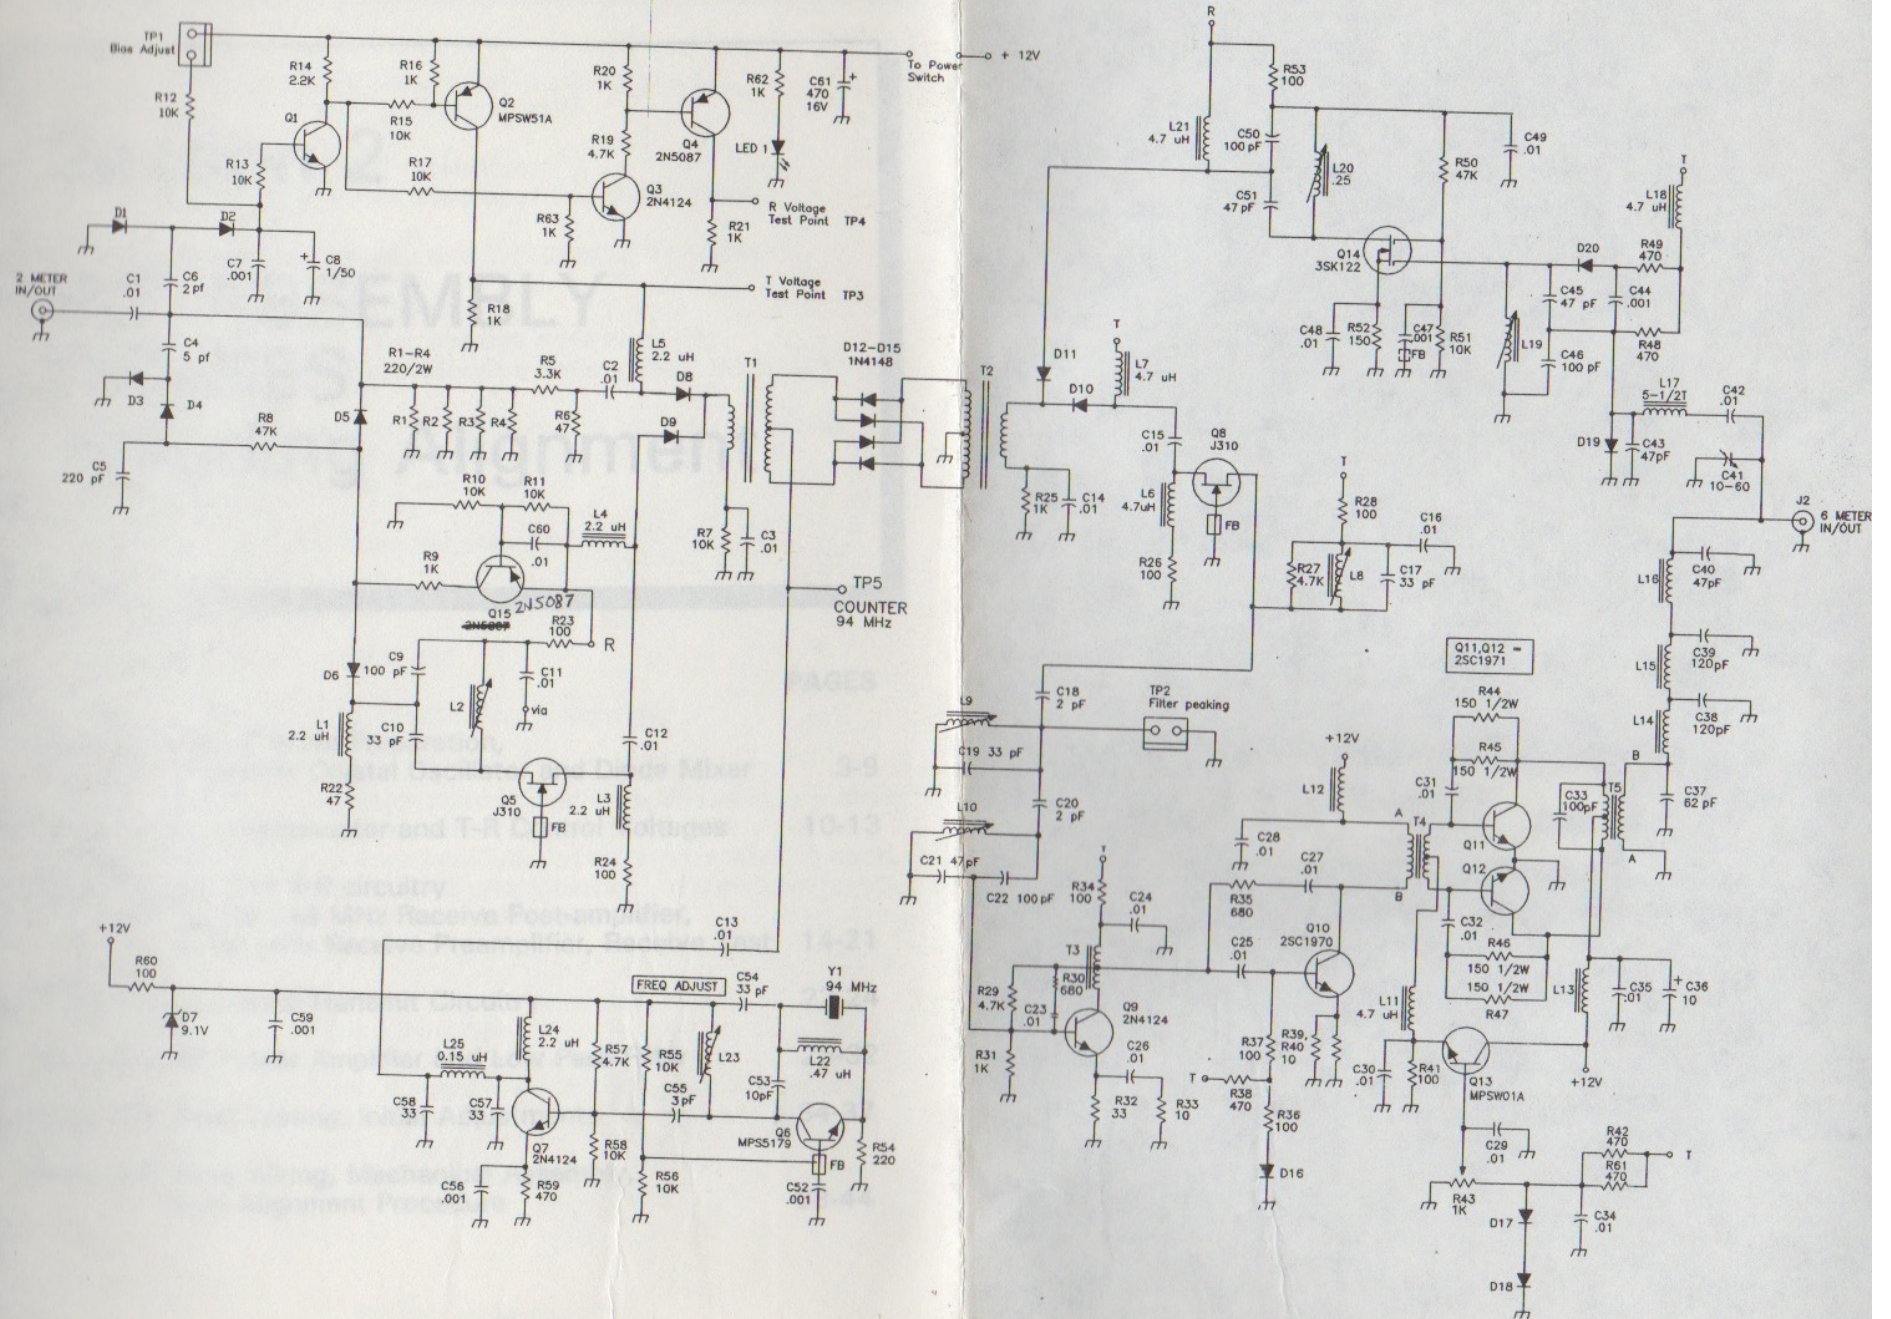 TP1
Bias Adjust
R12
10K
R14
2.2K
R16
1K
Q1
R15
10K
Q2
MPSW51A
R13
10K
R17
10K
R20
1K
R19
4.7K
Q4
2N5087
Q3
2N4124
R63
1K
R62
1K
LED 1
C61
470
16V
To Power
Switch
+ 12V
R21
1K
R Voltage
Test Point TP4
T Voltage
Test Point TP3
D1
D2
C6
2 pf
C7
.001
C8
1/50
+
2 METER
IN/OUT
C1
.01
C4
5 pf
D3
D4
C5
220 pF
R8
47K
D5
R18
1K
R1-R4
220/2W
R1
R2
R3
R4
R5
3.3K
R6
47
C2
.01
L5
2.2 uH
D8
D9
T1
D12-D15
1N4148
T2
R10
10K
R11
10K
C60
.01
L4
2.2 uH
R7
10K
C3
.01
R9
1K
Q15
2N5087
2N5087
R23
100
R
TP5
COUNTER
94 MHz
D6
C9
100 pF
C10
33 pF
L1
2.2 uH
R22
47
L2
C11
.01
via
Q5
J310
FB
L3
2.2 uH
C12
.01
R24
100
C13
.01
+12V
R60
100
D7
9.1V
C59
.001
L25
0.15 uH
C58
33
C57
33
L24
2.2 uH
Q7
2N4124
C56
.001
R59
470
R57
4.7K
R58
10K
FREQ ADJUST
R55
10K
R56
10K
L23
C54
33 pF
Y1
94 MHz
L22
.47 uH
C53
10pF
C55
3 pF
Q6
MPS5179
FB
C52
.001
R54
220
R
R53
100
L21
4.7 uH
C50
100 pF
C51
47 pF
L20
.25
R50
47K
C49
.01
Q14
3SK122
C48
.01
R52
150
C47
.001
FB
R51
10K
L19
C45
47 pF
C46
100 pF
D20
C44
.001
R49
470
R48
470
L18
4.7 uH
T
L17
5-1/2T
C42
.01
D19
C43
47pF
C41
10-60
J2
6 METER
IN/OUT
D11
D10
T
L7
4.7 uH
C15
.01
Q8
J310
FB
L6
4.7uH
R26
100
R25
1K
C14
.01
T
R28
100
C16
.01
R27
4.7K
L8
C17
33 pF
C18
2 pF
TP2
Filter peaking
L9
C19 33 pF
L10
C20
2 pF
C21 47pF
C22 100pF
T
R34
100
C24
.01
T3
R30
680
R29
4.7K
C23
.01
Q9
2N4124
R31
1K
C26
.01
R32
33
R33
10
R35
680
C27
.01
C25
.01
Q10
2SC1970
C28
.01
L12
+12V
T4
A
B
R37
100
R39,
R40
10
T
R38
470
R36
100
D16
Q11,Q12 =
2SC1971
R44
150 1/2W
R45
150 1/2W
C31
.01
Q11
Q12
C33
100pF
T5
B
A
C32
.01
R46
150 1/2W
150 1/2W
R47
L11
4.7 uH
C30
.01
R41
100
Q13
MPSW01A
+12V
L13
C35
.01
C36
10
+
C37
62 pF
L14
C38
120pF
L15
C39
120pF
L16
C40
47pF
C29
.01
R43
1K
R42
470
R61
470
T
D17
D18
C34
.01